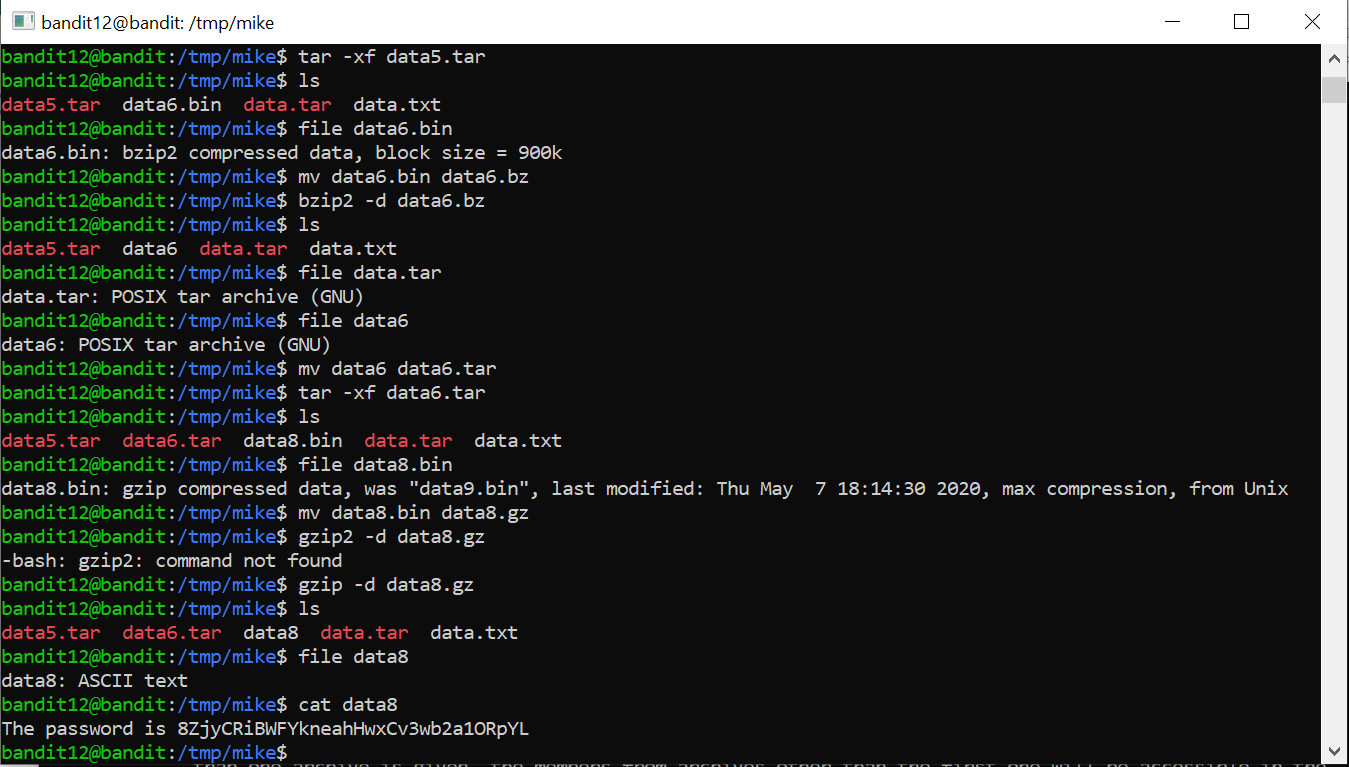 bandit12@bandit: /tmp/mike
bandit12@bandit:/tmp/mike$ tar -xf data5.tar
bandit12@bandit:/tmp/mike$ ls
data5.tar  data6.bin  data.tar  data.txt
bandit12@bandit:/tmp/mike$ file data6.bin
data6.bin: bzip2 compressed data, block size = 900k
bandit12@bandit:/tmp/mike$ mv data6.bin data6.bz
bandit12@bandit:/tmp/mike$ bzip2 -d data6.bz
bandit12@bandit:/tmp/mike$ ls
data5.tar  data6  data.tar  data.txt
bandit12@bandit:/tmp/mike$ file data.tar
data.tar: POSIX tar archive (GNU)
bandit12@bandit:/tmp/mike$ file data6
data6: POSIX tar archive (GNU)
bandit12@bandit:/tmp/mike$ mv data6 data6.tar
bandit12@bandit:/tmp/mike$ tar -xf data6.tar
bandit12@bandit:/tmp/mike$ ls
data5.tar  data6.tar  data8.bin  data.tar  data.txt
bandit12@bandit:/tmp/mike$ file data8.bin
data8.bin: gzip compressed data, was "data9.bin", last modified: Thu May  7 18:14:30 2020, max compression, from Unix
bandit12@bandit:/tmp/mike$ mv data8.bin data8.gz
bandit12@bandit:/tmp/mike$ gzip2 -d data8.gz
-bash: gzip2: command not found
bandit12@bandit:/tmp/mike$ gzip -d data8.gz
bandit12@bandit:/tmp/mike$ ls
data5.tar  data6.tar  data8  data.tar  data.txt
bandit12@bandit:/tmp/mike$ file data8
data8: ASCII text
bandit12@bandit:/tmp/mike$ cat data8
The password is 8ZjyCRiBWFYkneahHwxCv3wb2a1ORpYL
bandit12@bandit:/tmp/mike$